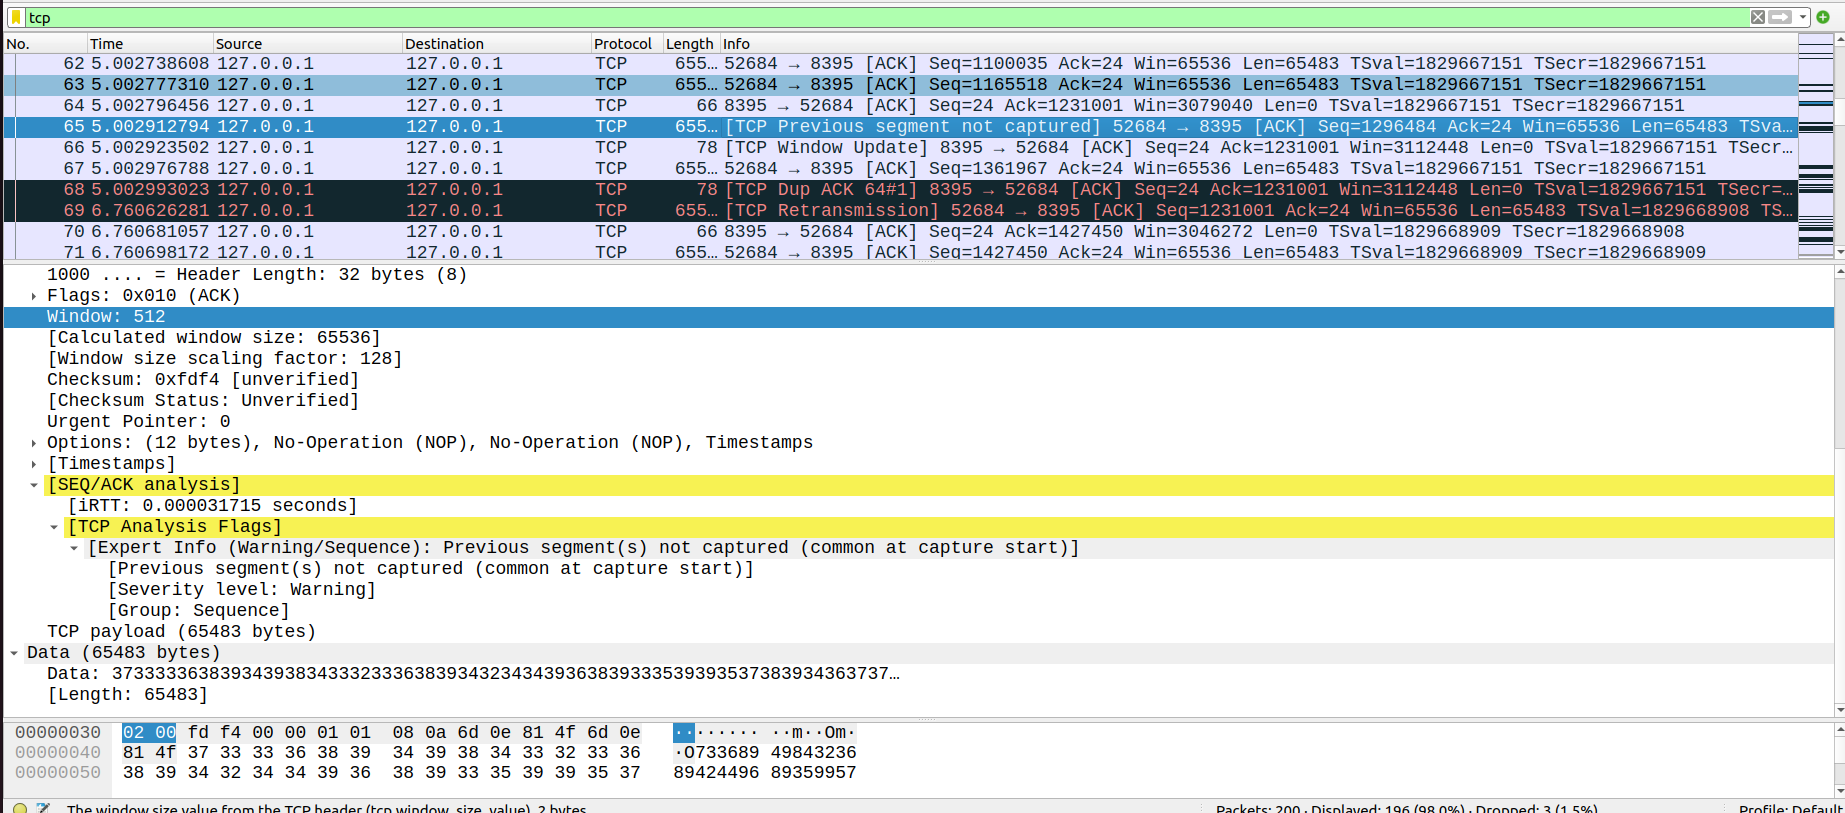 tcp
No. Time Source Destination Protocol Length Info
62 5.002738608 127.0.0.1 127.0.0.1 TCP 655… 52684 → 8395 [ACK] Seq=1100035 Ack=24 Win=65536 Len=65483 TSval=1829667151 TSecr=1829667151
63 5.002777310 127.0.0.1 127.0.0.1 TCP 655… 52684 → 8395 [ACK] Seq=1165518 Ack=24 Win=65536 Len=65483 TSval=1829667151 TSecr=1829667151
64 5.002796456 127.0.0.1 127.0.0.1 TCP 66 8395 → 52684 [ACK] Seq=24 Ack=1231001 Win=3079040 Len=0 TSval=1829667151 TSecr=1829667151
65 5.002912794 127.0.0.1 127.0.0.1 TCP 655… [TCP Previous segment not captured] 52684 → 8395 [ACK] Seq=1296484 Ack=24 Win=65536 Len=65483 TSva…
66 5.002923502 127.0.0.1 127.0.0.1 TCP 78 [TCP Window Update] 8395 → 52684 [ACK] Seq=24 Ack=1231001 Win=3112448 Len=0 TSval=1829667151 TSecr…
67 5.002976788 127.0.0.1 127.0.0.1 TCP 655… 52684 → 8395 [ACK] Seq=1361967 Ack=24 Win=65536 Len=65483 TSval=1829667151 TSecr=1829667151
68 5.002993023 127.0.0.1 127.0.0.1 TCP 78 [TCP Dup ACK 64#1] 8395 → 52684 [ACK] Seq=24 Ack=1231001 Win=3112448 Len=0 TSval=1829667151 TSecr=…
69 6.760626281 127.0.0.1 127.0.0.1 TCP 655… [TCP Retransmission] 52684 → 8395 [ACK] Seq=1231001 Ack=24 Win=65536 Len=65483 TSval=1829668908 TS…
70 6.760681057 127.0.0.1 127.0.0.1 TCP 66 8395 → 52684 [ACK] Seq=24 Ack=1427450 Win=3046272 Len=0 TSval=1829668909 TSecr=1829668908
71 6.760698172 127.0.0.1 127.0.0.1 TCP 655… 52684 → 8395 [ACK] Seq=1427450 Ack=24 Win=65536 Len=65483 TSval=1829668909 TSecr=1829668909
1000 .... = Header Length: 32 bytes (8)
Flags: 0x010 (ACK)
Window: 512
[Calculated window size: 65536]
[Window size scaling factor: 128]
Checksum: 0xfdf4 [unverified]
[Checksum Status: Unverified]
Urgent Pointer: 0
Options: (12 bytes), No-Operation (NOP), No-Operation (NOP), Timestamps
[Timestamps]
[SEQ/ACK analysis]
[iRTT: 0.000031715 seconds]
[TCP Analysis Flags]
[Expert Info (Warning/Sequence): Previous segment(s) not captured (common at capture start)]
[Previous segment(s) not captured (common at capture start)]
[Severity level: Warning]
[Group: Sequence]
TCP payload (65483 bytes)
Data (65483 bytes)
Data: 373333363839343938343332333638393432343439363839333539393537383934363737…
[Length: 65483]
00000030 02 00 fd f4 00 00 01 01 08 0a 6d 0e 81 4f 6d 0e ·········· ··m··Om·
00000040 81 4f 37 33 33 36 38 39 34 39 38 34 33 32 33 36 ·O733689 49843236
00000050 38 39 34 32 34 34 39 36 38 39 33 35 39 39 35 37 89424496 89359957
The window size value from the TCP header (tcp.window_size_value), 2 bytes Packets: 200 · Displayed: 196 (98.0%) · Dropped: 3 (1.5%) Profile: Default